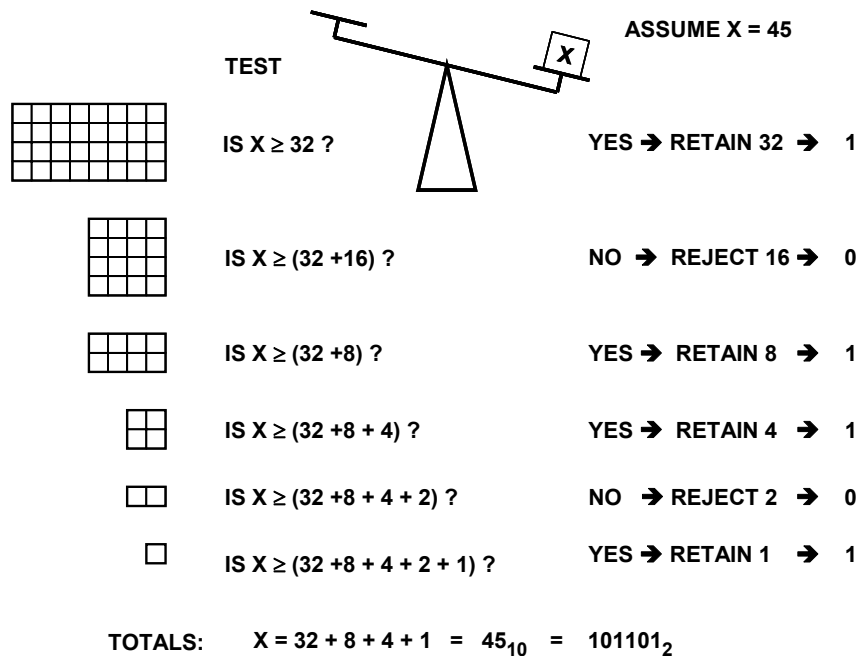 ASSUME X = 45
X
TEST
IS X ≥ 32 ? YES ➔ RETAIN 32 ➔ 1
IS X ≥ (32 +16) ? NO ➔ REJECT 16 ➔ 0
IS X ≥ (32 +8) ? YES ➔ RETAIN 8 ➔ 1
IS X ≥ (32 +8 + 4) ? YES ➔ RETAIN 4 ➔ 1
IS X ≥ (32 +8 + 4 + 2) ? NO ➔ REJECT 2 ➔ 0
IS X ≥ (32 +8 + 4 + 2 + 1) ? YES ➔ RETAIN 1 ➔ 1
TOTALS: X = 32 + 8 + 4 + 1 = 45₁₀ = 101101₂